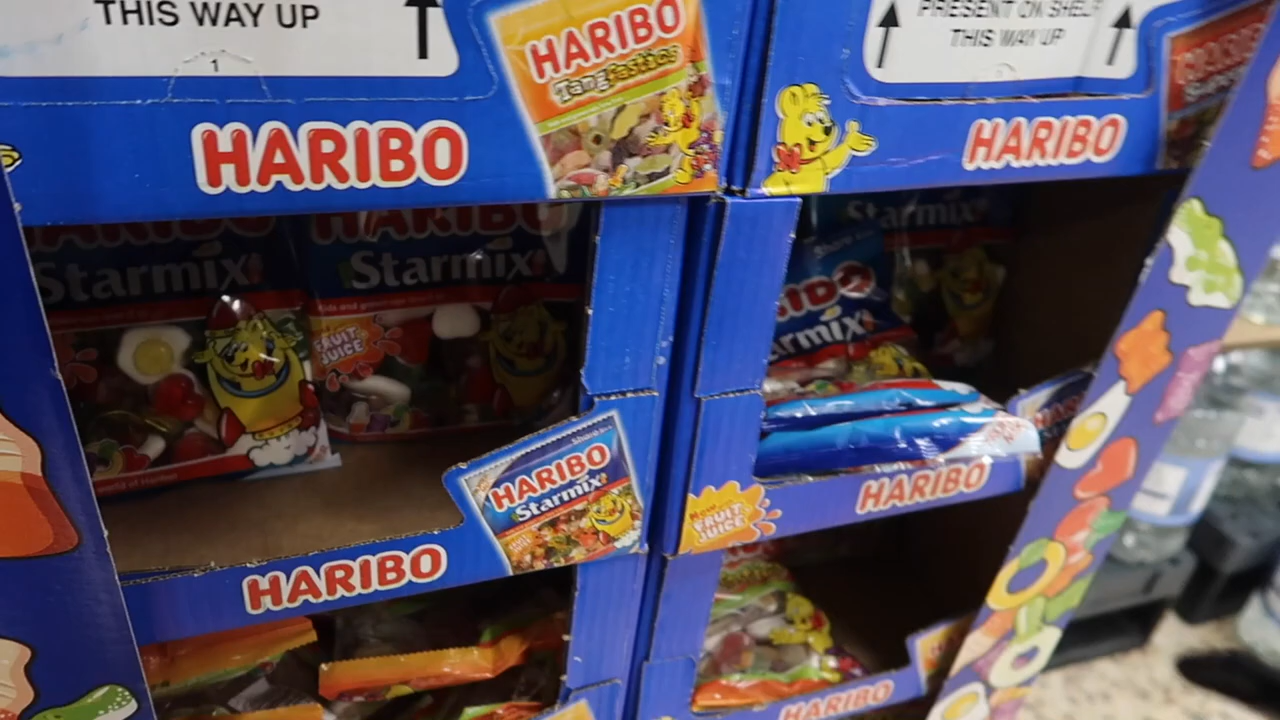 THIS WAY UP
1
HARIBO
Tangfastics
HARIBO
PRESENT ON SHELF
THIS WAY UP
HARIBO
HARIBO
Starmix
HARIBO
Starmix
FRUIT
JUICE
Starmix
HARIBO
Starmix
HARIBO
HARIBO
FRUIT
JUICE
HARIBO